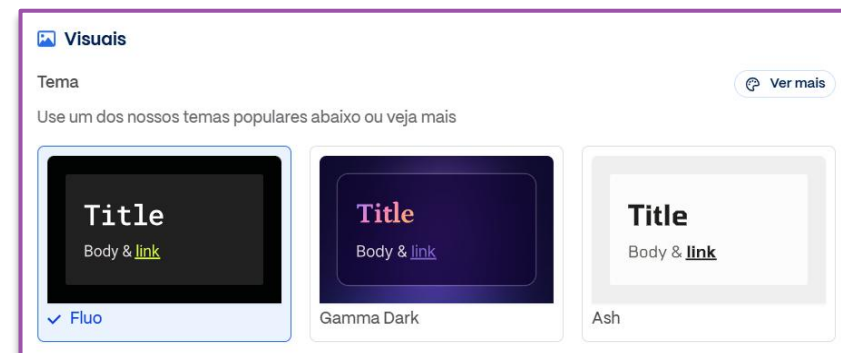 Visuais
Tema
Ver mais
Use um dos nossos temas populares abaixo ou veja mais
Title
Body & link
Fluo
Title
Body & link
Gamma Dark
Title
Body & link
Ash